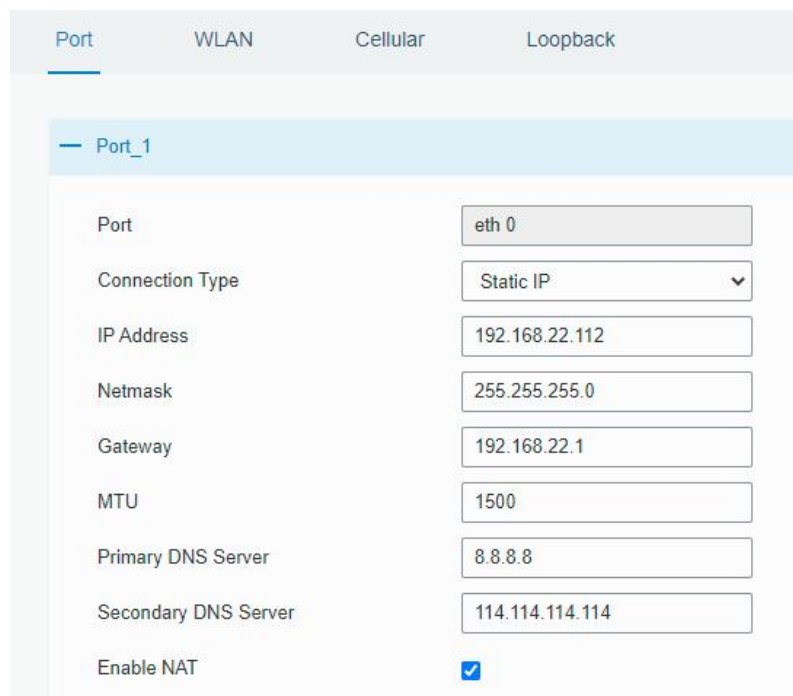 Port WLAN Cellular Loopback
Port_1
Port eth 0
Connection Type Static IP
IP Address 192.168.22.112
Netmask 255.255.255.0
Gateway 192.168.22.1
MTU 1500
Primary DNS Server 8.8.8.8
Secondary DNS Server 114.114.114.114
Enable NAT